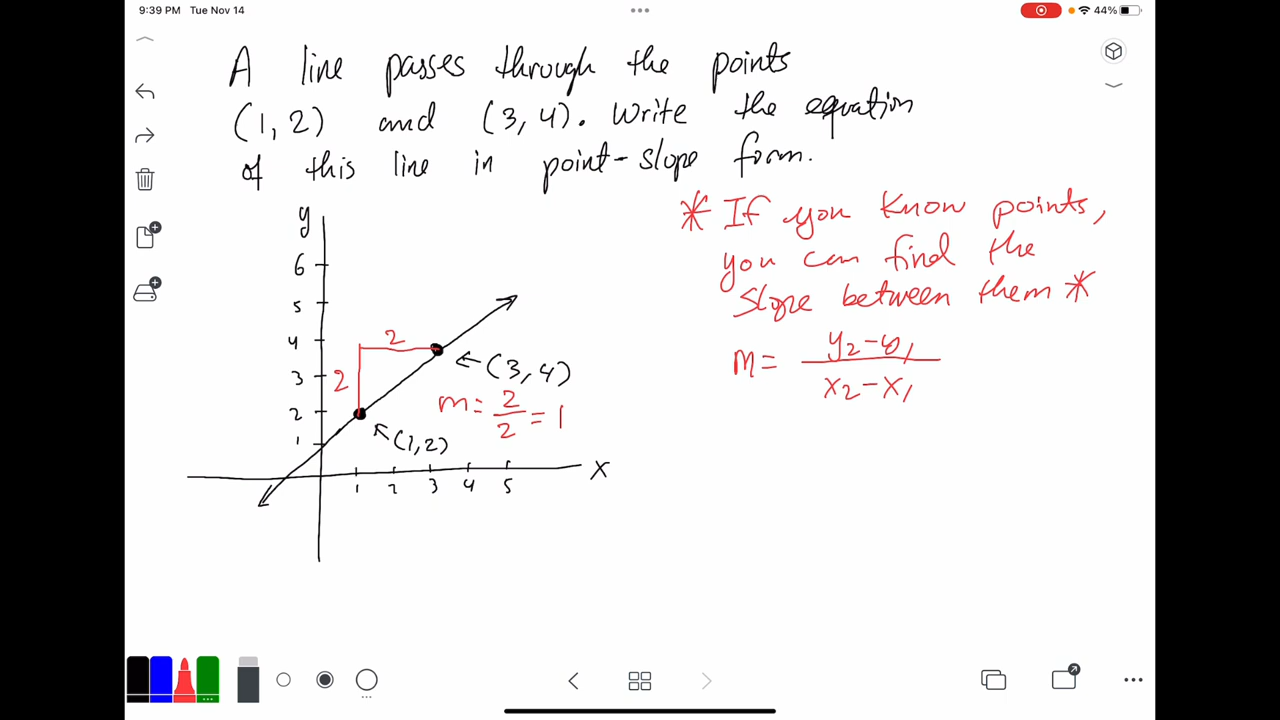 9:39 PM Tue Nov 14
44%
A line passes through the points
(1, 2) and (3, 4). Write the equation
of this line in point-slope form.
* If you know points,
you can find the
slope between them *
m = y₂-y₁
x₂-x₁
y
6
5
4
3
2
1
2
2
(3, 4)
m = 2/2 = 1
(1, 2)
x
1 2 3 4 5